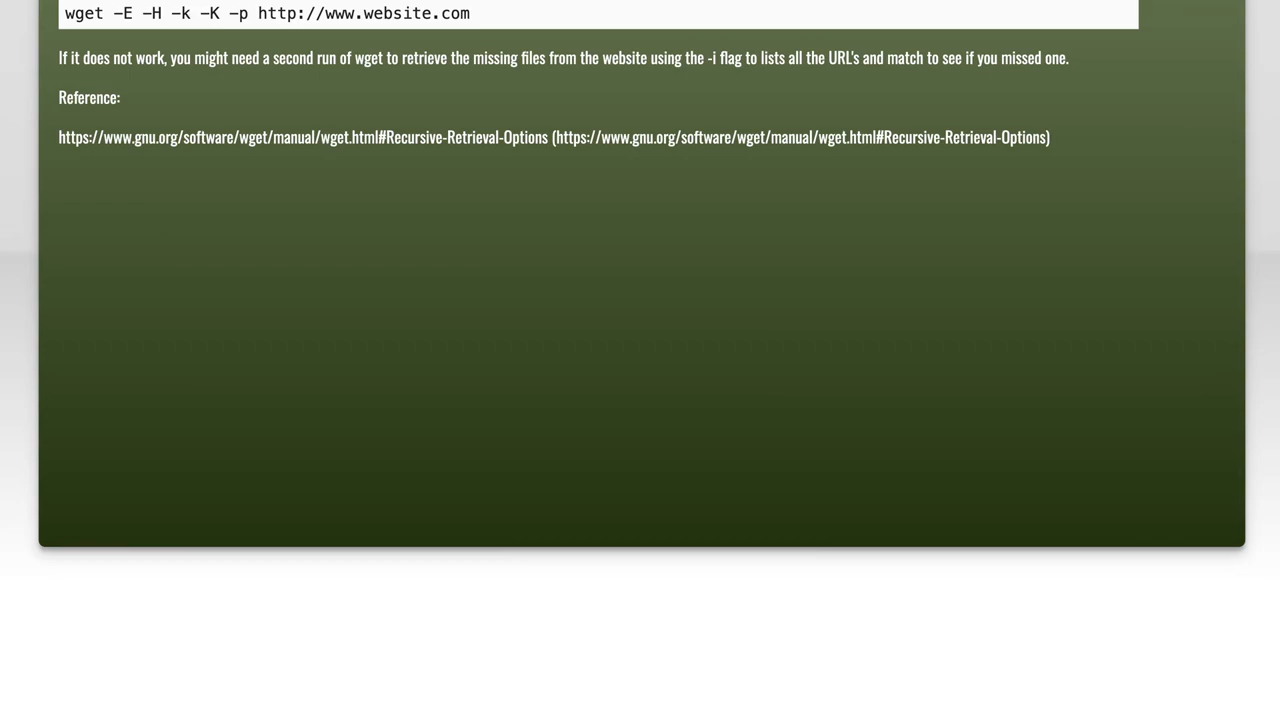 wget -E -H -k -K -p http://www.website.com
If it does not work, you might need a second run of wget to retrieve the missing files from the website using the -i flag to lists all the URL's and match to see if you missed one.
Reference:
https://www.gnu.org/software/wget/manual/wget.html#Recursive-Retrieval-Options (https://www.gnu.org/software/wget/manual/wget.html#Recursive-Retrieval-Options)